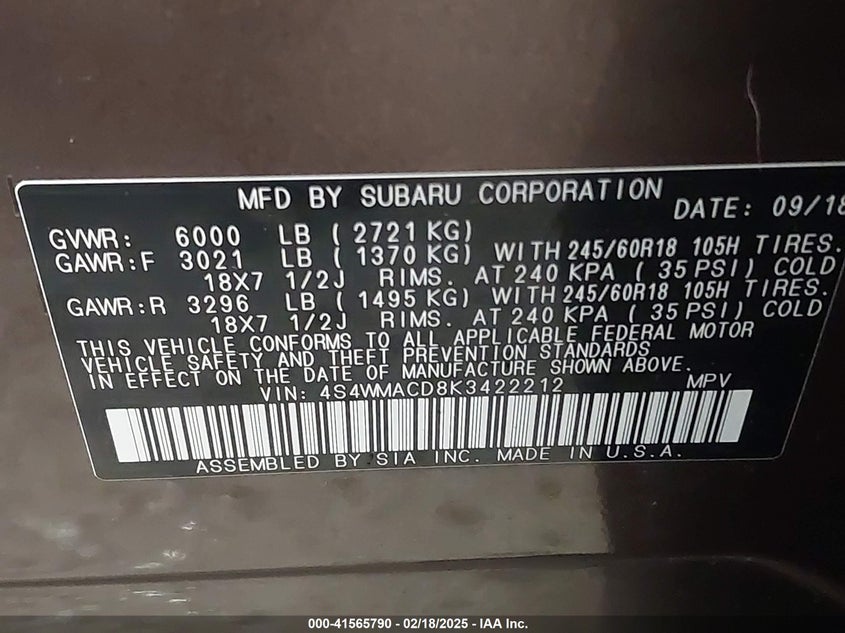 MFD BY SUBARU CORPORATION DATE: 09/18
GVWR: 6000 LB ( 2721 KG)
GAWR:F 3021 LB ( 1370 KG) WITH 245/60R18 105H TIRES.
18X7 1/2J RIMS. AT 240 KPA ( 35 PSI) COLD
GAWR:R 3296 LB ( 1495 KG) WITH 245/60R18 105H TIRES.
18X7 1/2J RIMS. AT 240 KPA ( 35 PSI) COLD
THIS VEHICLE CONFORMS TO ALL APPLICABLE FEDERAL MOTOR
VEHICLE SAFETY AND THEFT PREVENTION STANDARDS
IN EFFECT ON THE DATE OF MANUFACTURE SHOWN ABOVE.
VIN: 4S4WMACD8K3422212 MPV
ASSEMBLED BY SIA INC. MADE IN U.S.A.
000-41565790 - 02/18/2025 - IAA Inc.